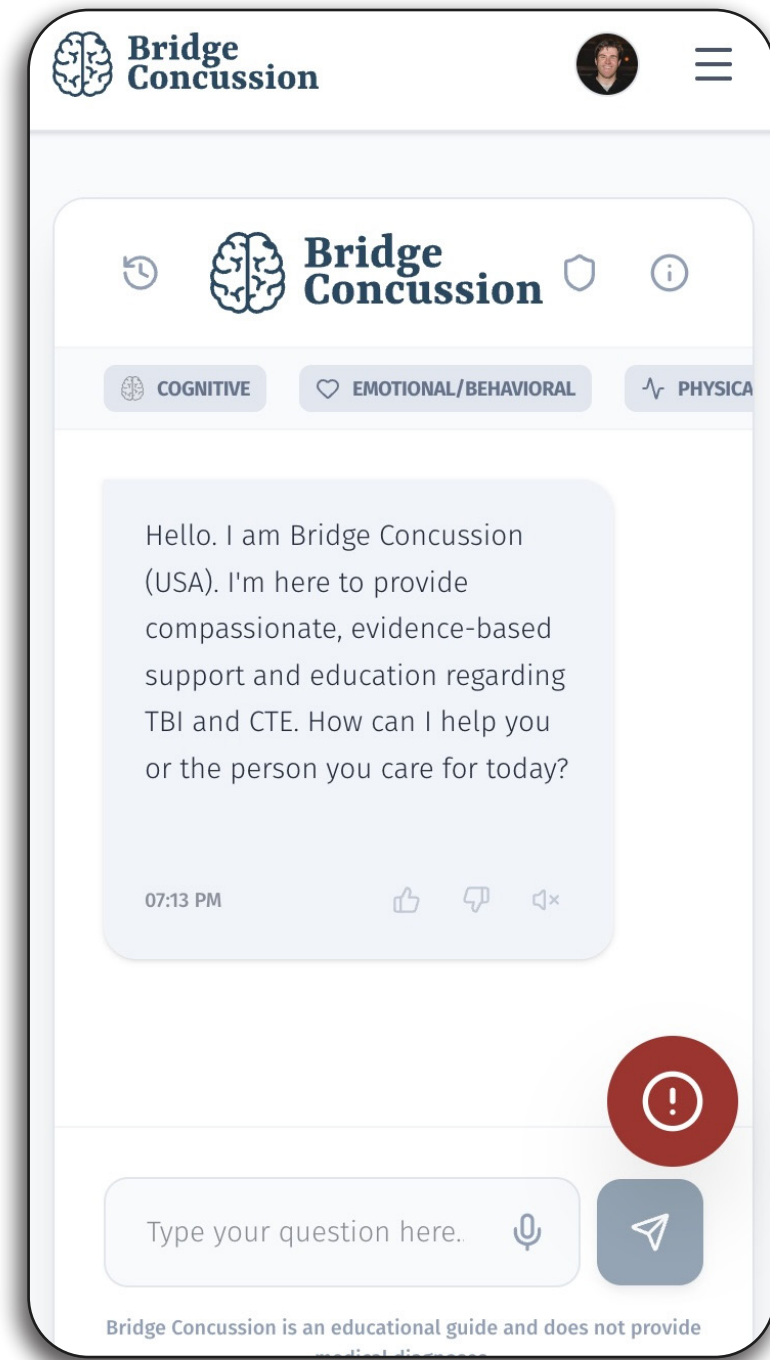 Bridge
Concussion
Bridge
Concussion
COGNITIVE
EMOTIONAL/BEHAVIORAL
PHYSICA
Hello. I am Bridge Concussion
(USA). I'm here to provide
compassionate, evidence-based
support and education regarding
TBI and CTE. How can I help you
or the person you care for today?
07:13 PM
Type your question here.
Bridge Concussion is an educational guide and does not provide
medical diagnoses